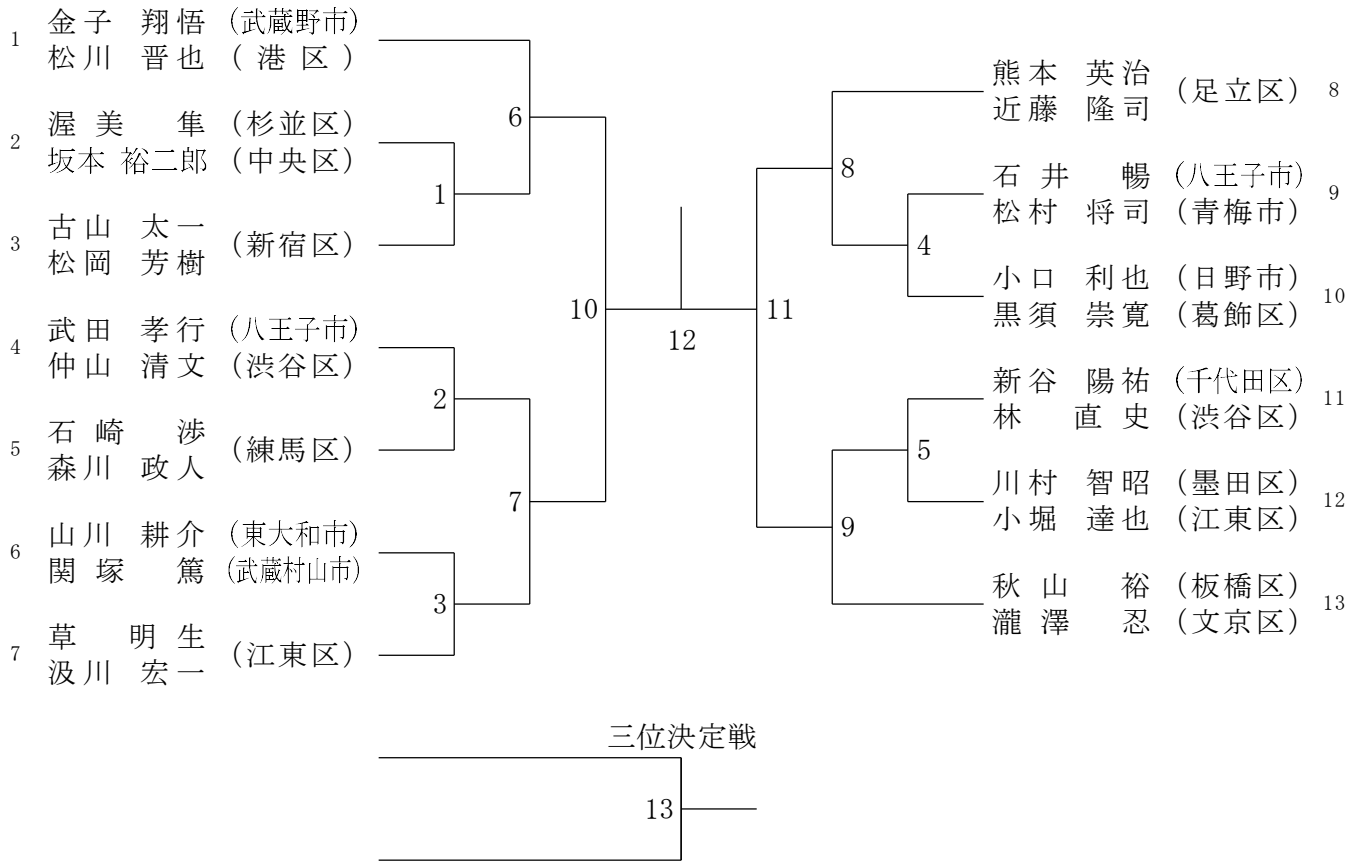 1 金子 翔悟 (武蔵野市)
松川 晋也 (港区)
2 渥美 隼 (杉並区)
坂本 裕二郎 (中央区)
3 古山 太一 (新宿区)
松岡 芳樹
4 武田 孝行 (八王子市)
仲山 清文 (渋谷区)
5 石崎 渉 (練馬区)
森川 政人
6 山川 耕介 (東大和市)
関塚 篤 (武蔵村山市)
7 草 明生 (江東区)
汲川 宏一
6
1
2
7
3
10
12
11
8
4
5
9
熊本 英治 (足立区) 8
近藤 隆司
石井 暢 (八王子市) 9
松村 将司 (青梅市)
小口 利也 (日野市) 10
黒須 崇寛 (葛飾区)
新谷 陽祐 (千代田区) 11
林 直史 (渋谷区)
川村 智昭 (墨田区) 12
小堀 達也 (江東区)
秋山 裕 (板橋区) 13
瀧澤 忍 (文京区)
三位決定戦
13